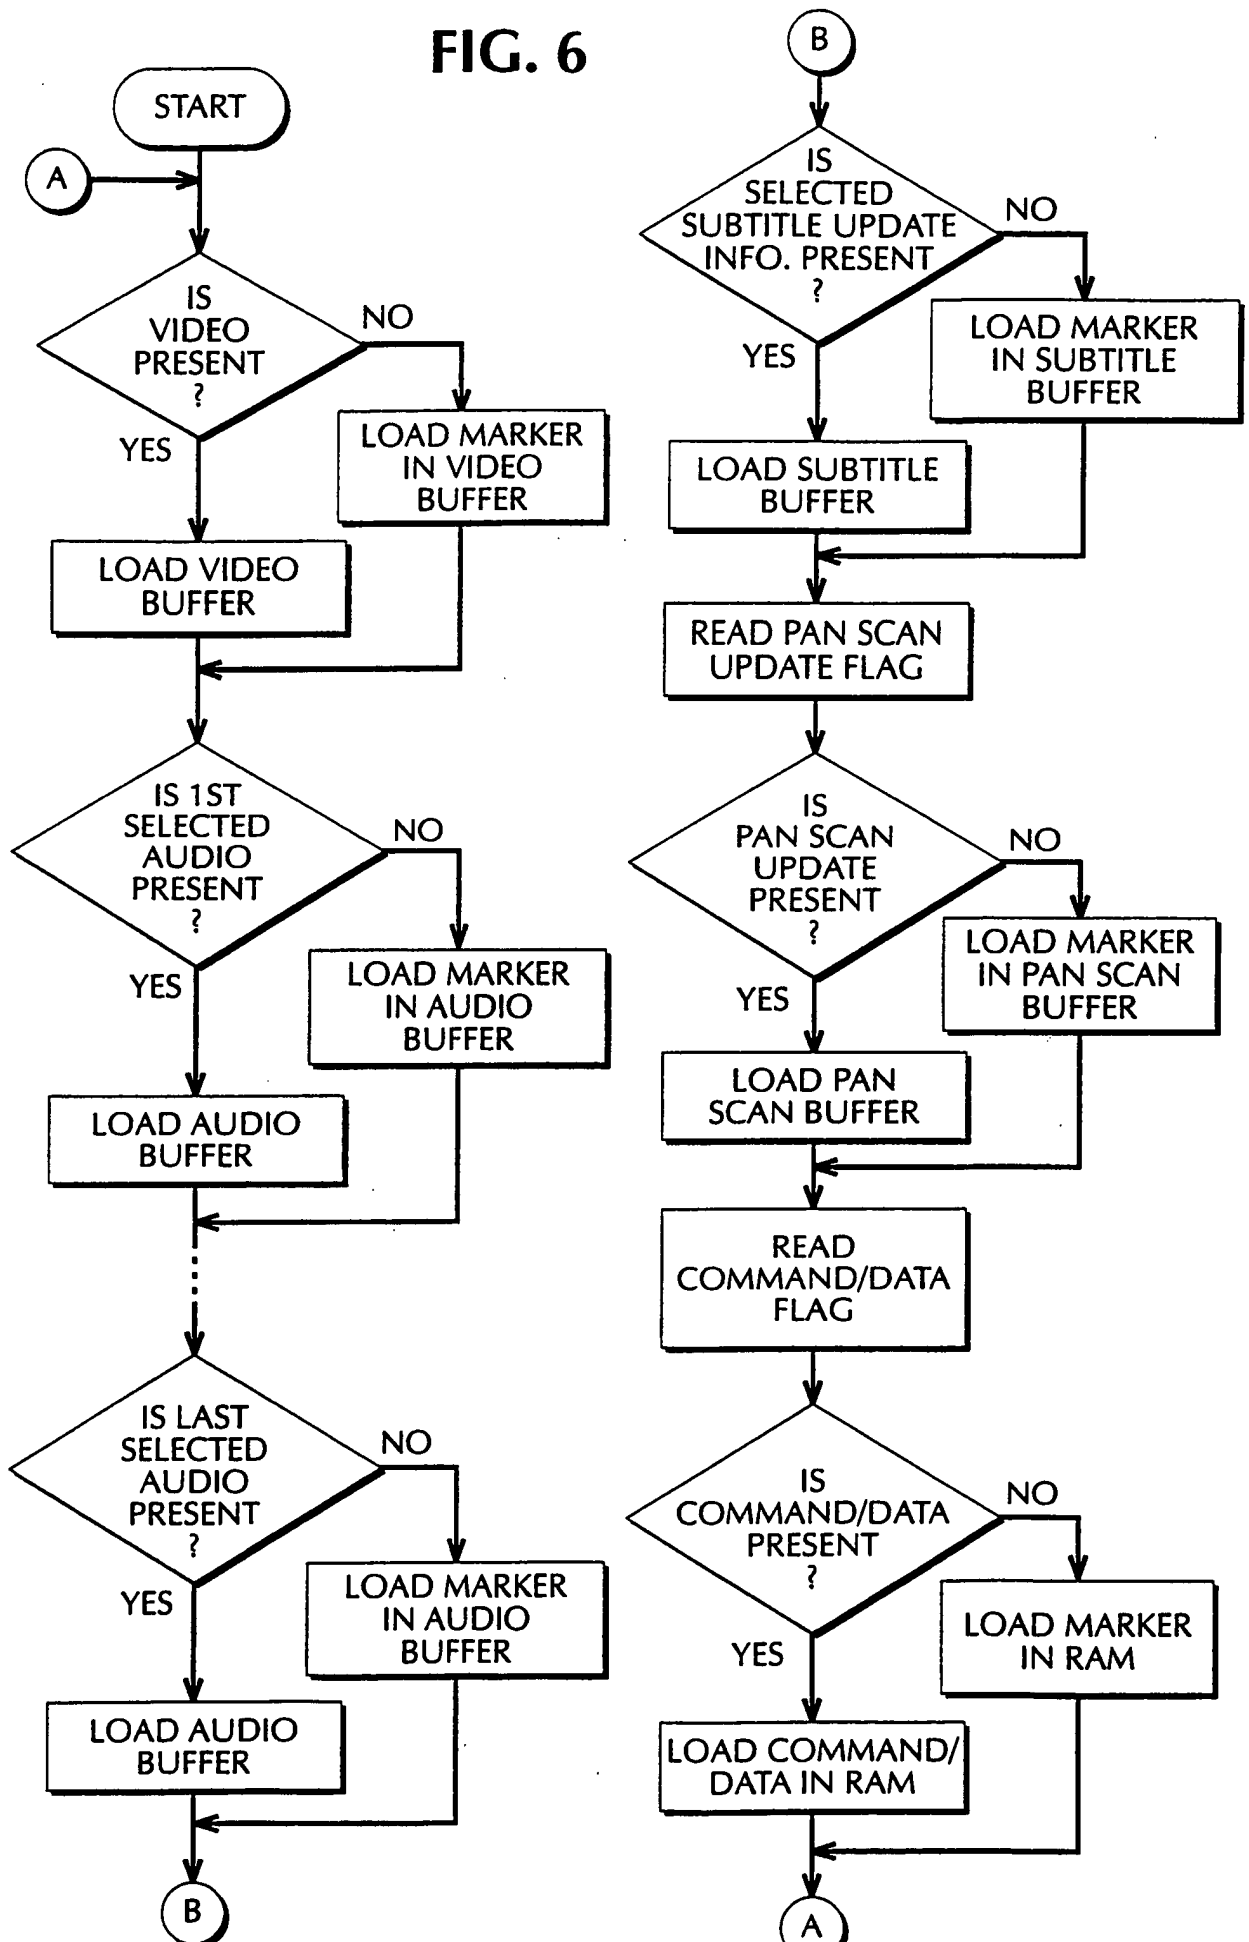 FIG. 6
START
A
IS
VIDEO
PRESENT
?
NO
YES
LOAD MARKER
IN VIDEO
BUFFER
LOAD VIDEO
BUFFER
IS 1ST
SELECTED
AUDIO
PRESENT
?
NO
YES
LOAD MARKER
IN AUDIO
BUFFER
LOAD AUDIO
BUFFER
IS LAST
SELECTED
AUDIO
PRESENT
?
NO
YES
LOAD MARKER
IN AUDIO
BUFFER
LOAD AUDIO
BUFFER
B
B
IS
SELECTED
SUBTITLE UPDATE
INFO. PRESENT
?
NO
YES
LOAD MARKER
IN SUBTITLE
BUFFER
LOAD SUBTITLE
BUFFER
READ PAN SCAN
UPDATE FLAG
IS
PAN SCAN
UPDATE
PRESENT
?
NO
YES
LOAD MARKER
IN PAN SCAN
BUFFER
LOAD PAN
SCAN BUFFER
READ
COMMAND/DATA
FLAG
IS
COMMAND/DATA
PRESENT
?
NO
YES
LOAD MARKER
IN RAM
LOAD COMMAND/
DATA IN RAM
A